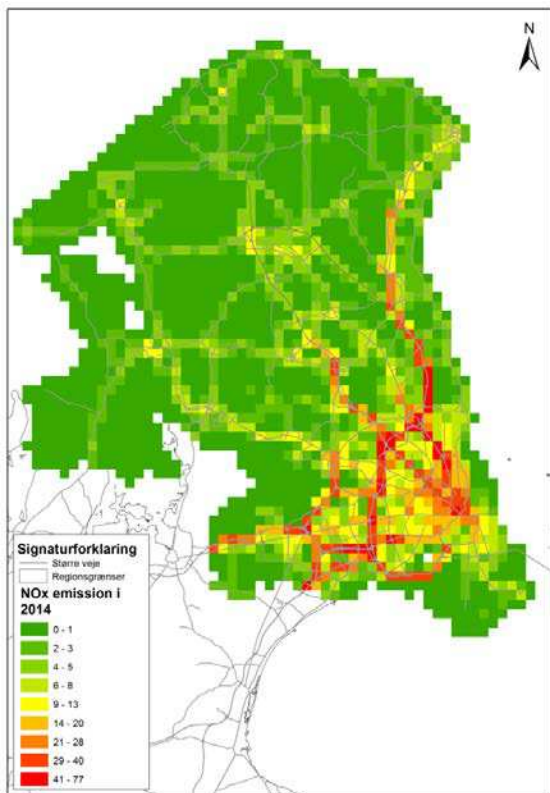 N
Signaturforklaring
Større veje
Regionsgrænser
NOx emission i
2014
0 - 1
2 - 3
4 - 5
6 - 8
9 - 13
14 - 20
21 - 28
29 - 40
41 - 77